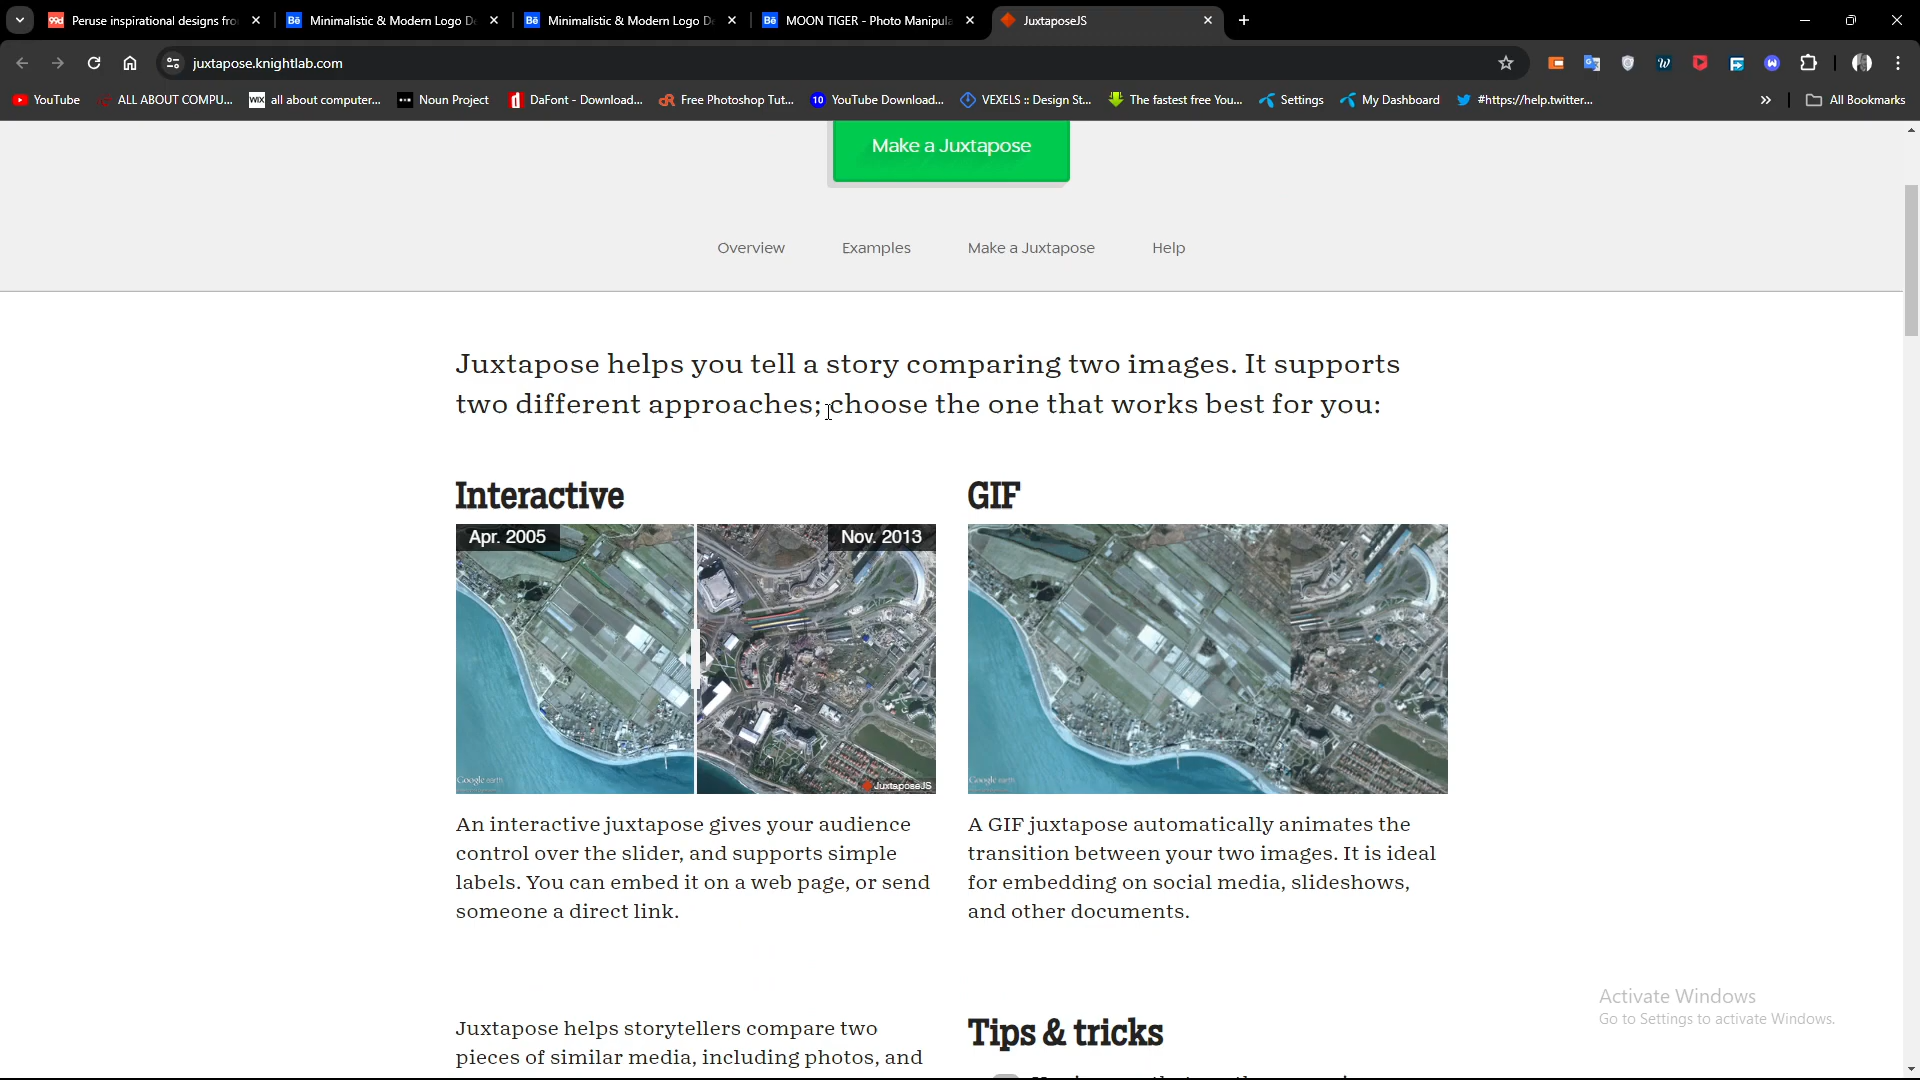 Peuse inspirational designs fro
Minimalistic & Modern Logo D
Minimalistic & Modern Logo D
MOON TIGER - Photo Manipula
JuxtaposeJS
juxtapose.knightlab.com
YouTube
ALL ABOUT COMPU...
WIX
all about computer...
Noun Project
DaFont - Download...
Free Photoshop Tut...
10
YouTube Download...
VEXELS :: Design St...
The fastest free You...
Settings
My Dashboard
#https://help.twitter...
All Bookmarks
Make a Juxtapose
Overview
Examples
Make a Juxtapose
Help
Juxtapose helps you tell a story comparing two images. It supports
two different approaches; choose the one that works best for you:
Interactive
Apr. 2005
Nov. 2013
Google earth
JuxtaposeJS
An interactive juxtapose gives your audience
control over the slider, and supports simple
labels. You can embed it on a web page, or send
someone a direct link.
GIF
Google earth
A GIF juxtapose automatically animates the
transition between your two images. It is ideal
for embedding on social media, slideshows,
and other documents.
Juxtapose helps storytellers compare two
pieces of similar media, including photos, and
Tips & tricks
Activate Windows
Go to Settings to activate Windows.